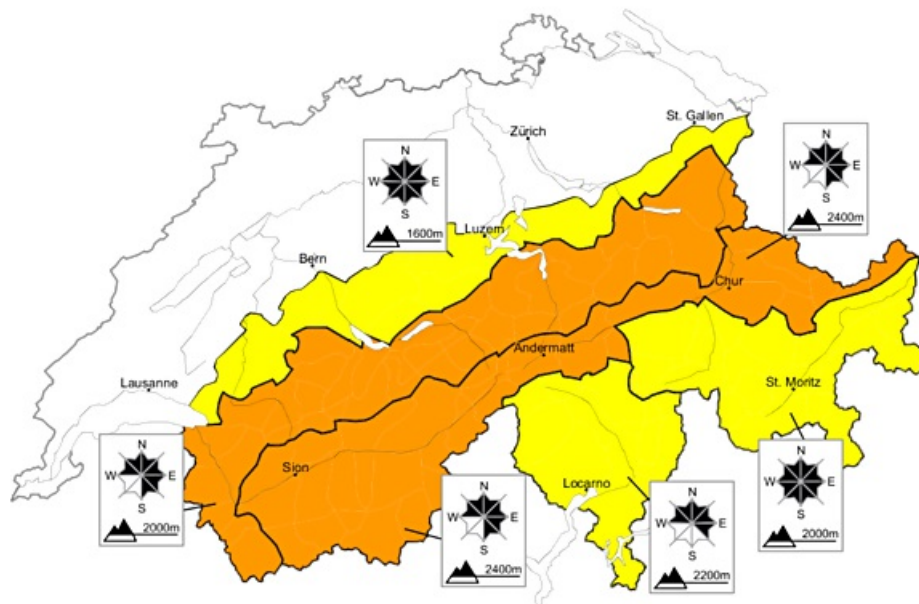 St. Gallen
Zürich
N
W E
S
2400m
N
W E
S
1600m
Luzern
Bern
Chur
Andermatt
Lausanne
St. Moritz
N
W E
S
2000m
Sion
Locarno
N
W E
S
2400m
N
W E
S
2200m
N
W E
S
2000m